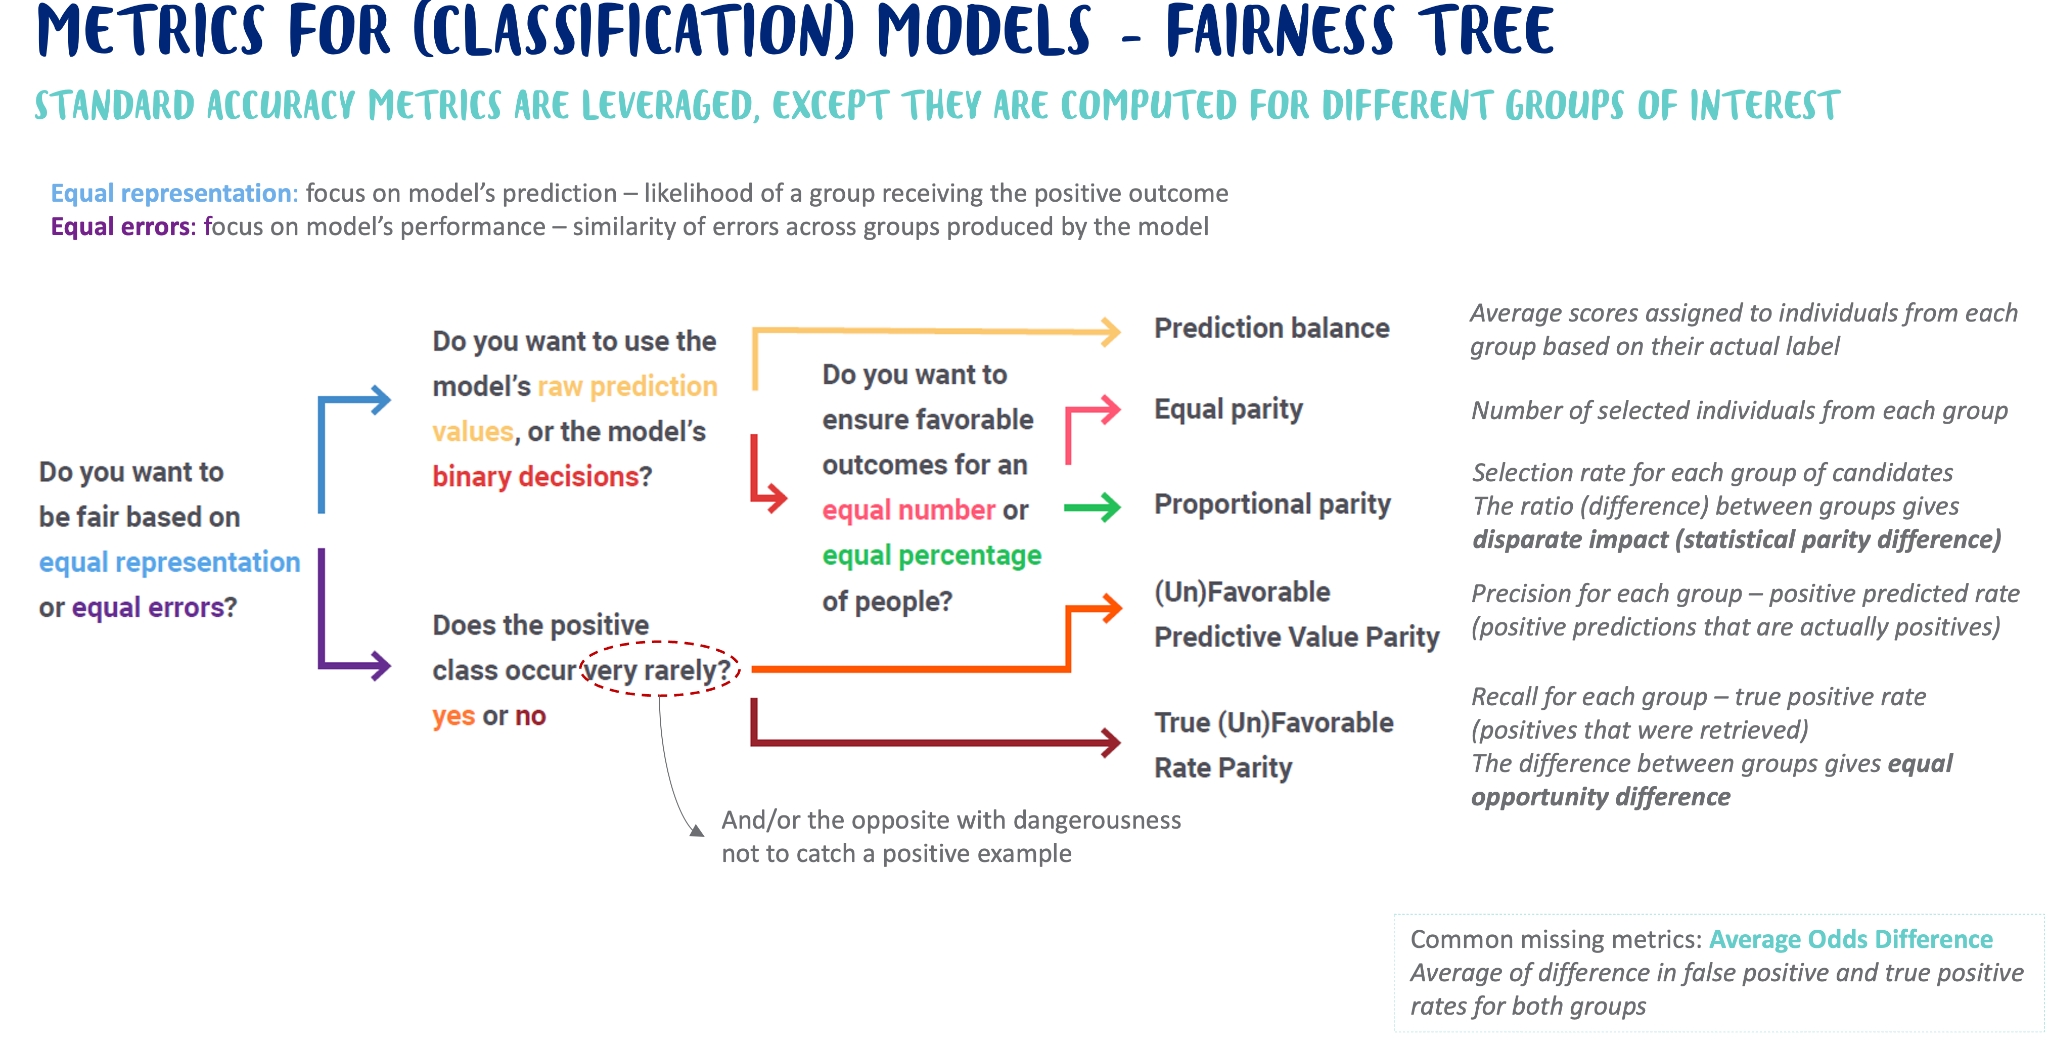 METRICS FOR (CLASSIFICATION) MODELS - FAIRNESS TREE
STANDARD ACCURACY METRICS ARE LEVERAGED, EXCEPT THEY ARE COMPUTED FOR DIFFERENT GROUPS OF INTEREST
Equal representation: focus on model's prediction – likelihood of a group receiving the positive outcome
Equal errors: focus on model's performance – similarity of errors across groups produced by the model
Do you want to
be fair based on
equal representation
or equal errors?
Do you want to use the
model's raw prediction
values, or the model's
binary decisions?
Does the positive
class occur very rarely?
yes or no
And/or the opposite with dangerousness
not to catch a positive example
Do you want to
ensure favorable
outcomes for an
equal number or
equal percentage
of people?
Prediction balance
Average scores assigned to individuals from each
group based on their actual label
Equal parity
Number of selected individuals from each group
Proportional parity
Selection rate for each group of candidates
The ratio (difference) between groups gives
disparate impact (statistical parity difference)
(Un)Favorable
Predictive Value Parity
Precision for each group – positive predicted rate
(positive predictions that are actually positives)
True (Un)Favorable
Rate Parity
Recall for each group – true positive rate
(positives that were retrieved)
The difference between groups gives equal
opportunity difference
Common missing metrics: Average Odds Difference
Average of difference in false positive and true positive
rates for both groups